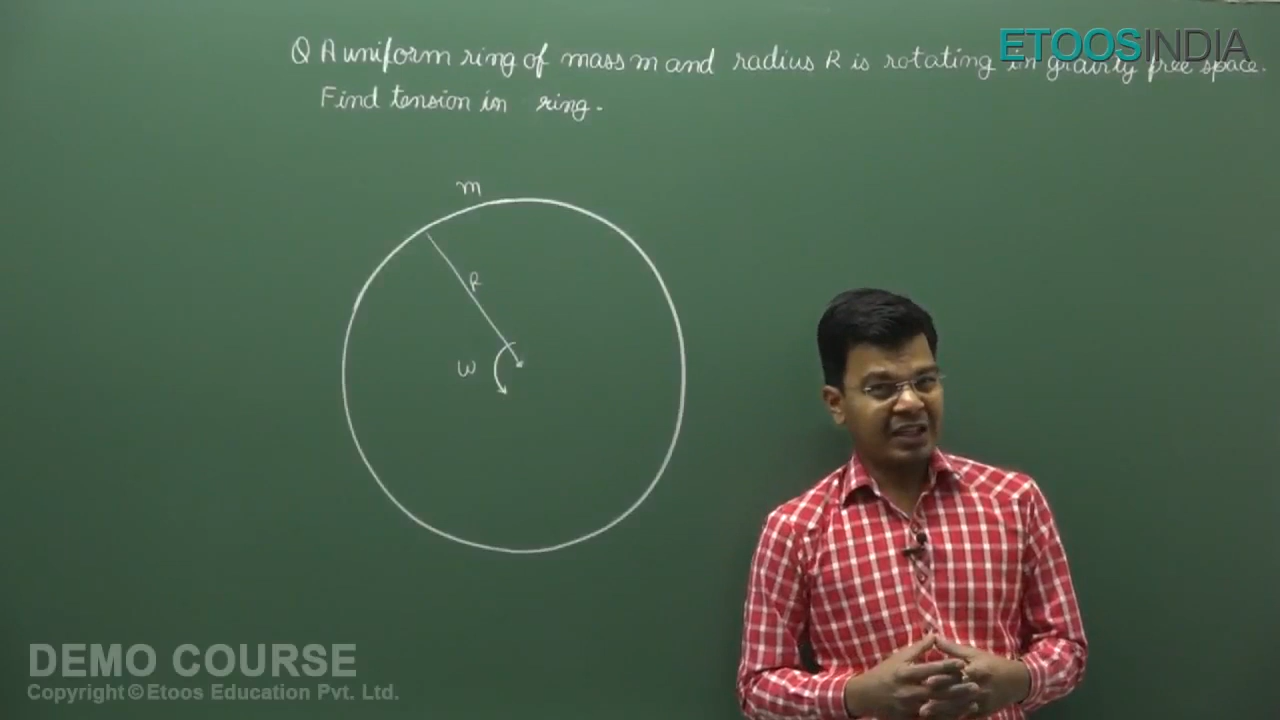 Q A uniform ring of mass m and radius R is rotating in gravity free space.
Find tension in ring.
ETOOSINDIA
m
R
ω
DEMO COURSE
Copyright © Etoos Education Pvt. Ltd.